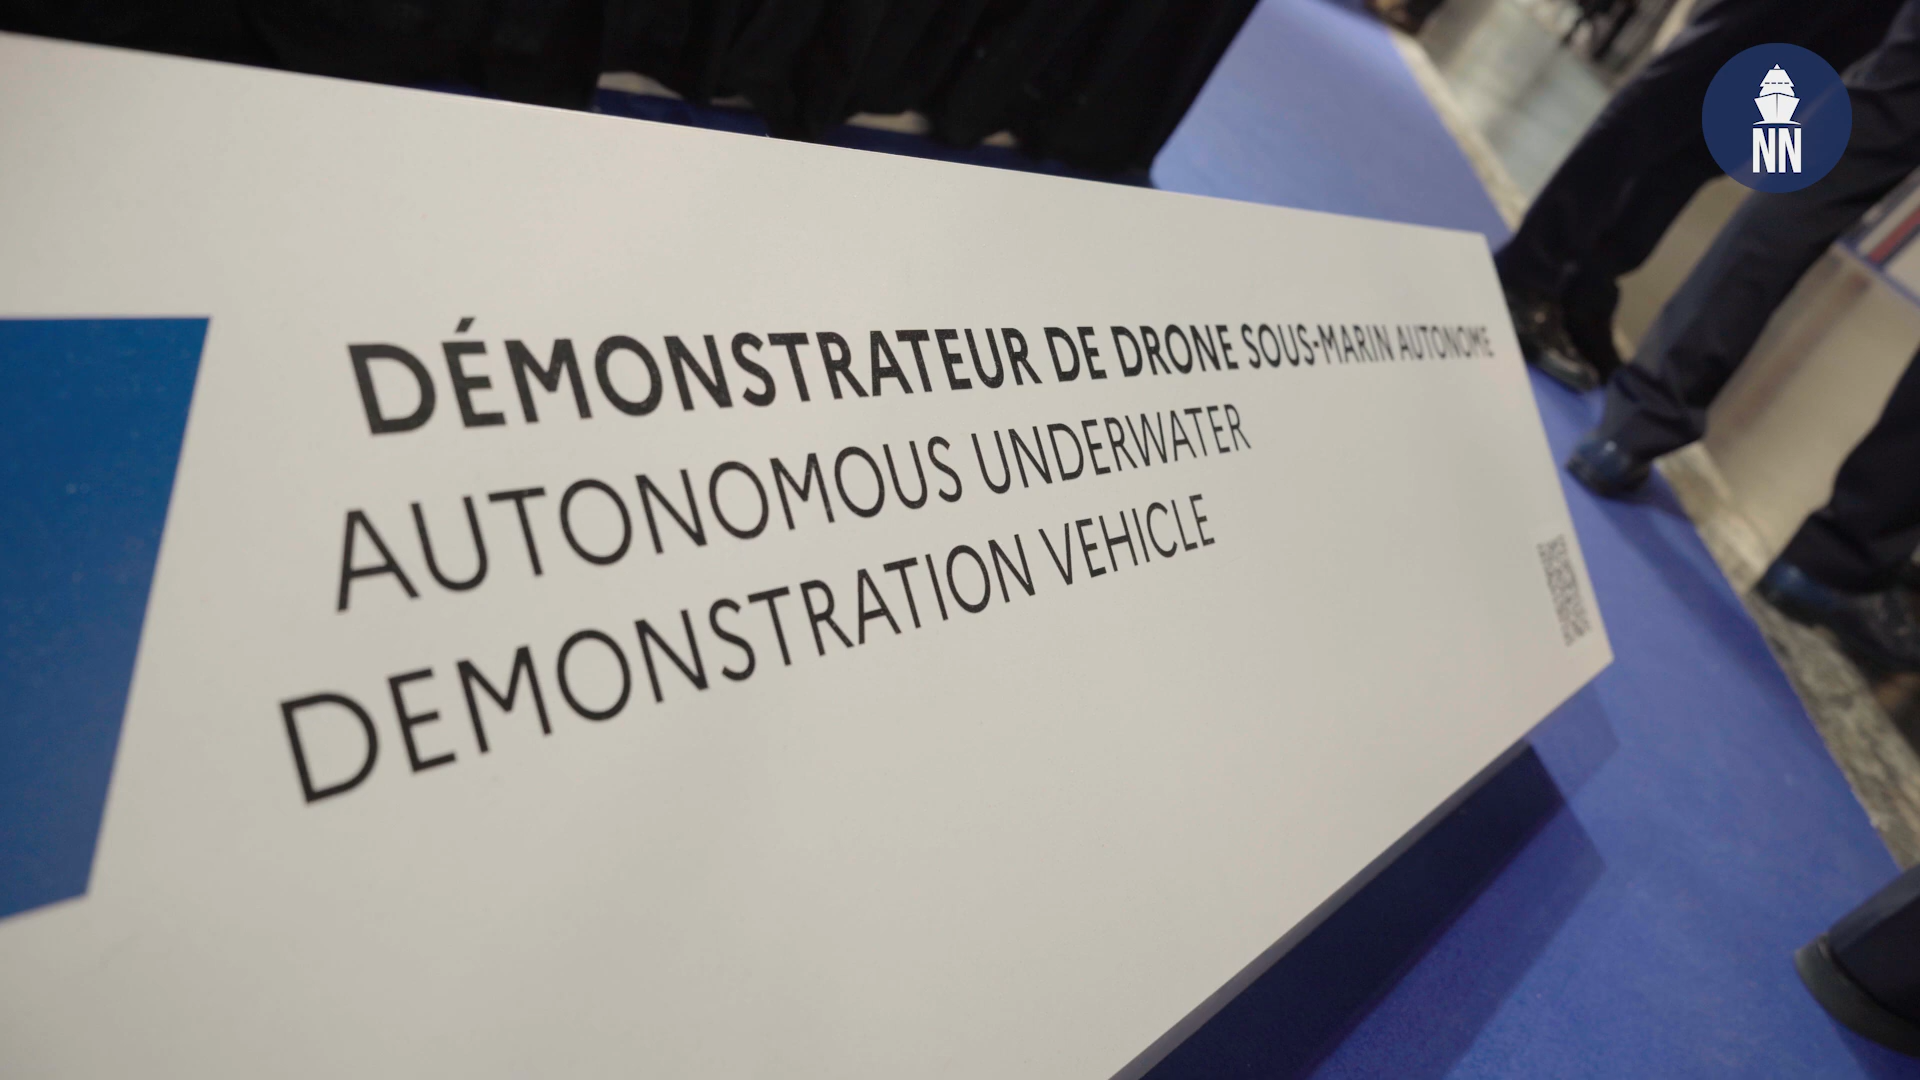 DÉMONSTRATEUR DE DRONE SOUS-MARIN AUTONOME
AUTONOMOUS UNDERWATER
DEMONSTRATION VEHICLE
NN